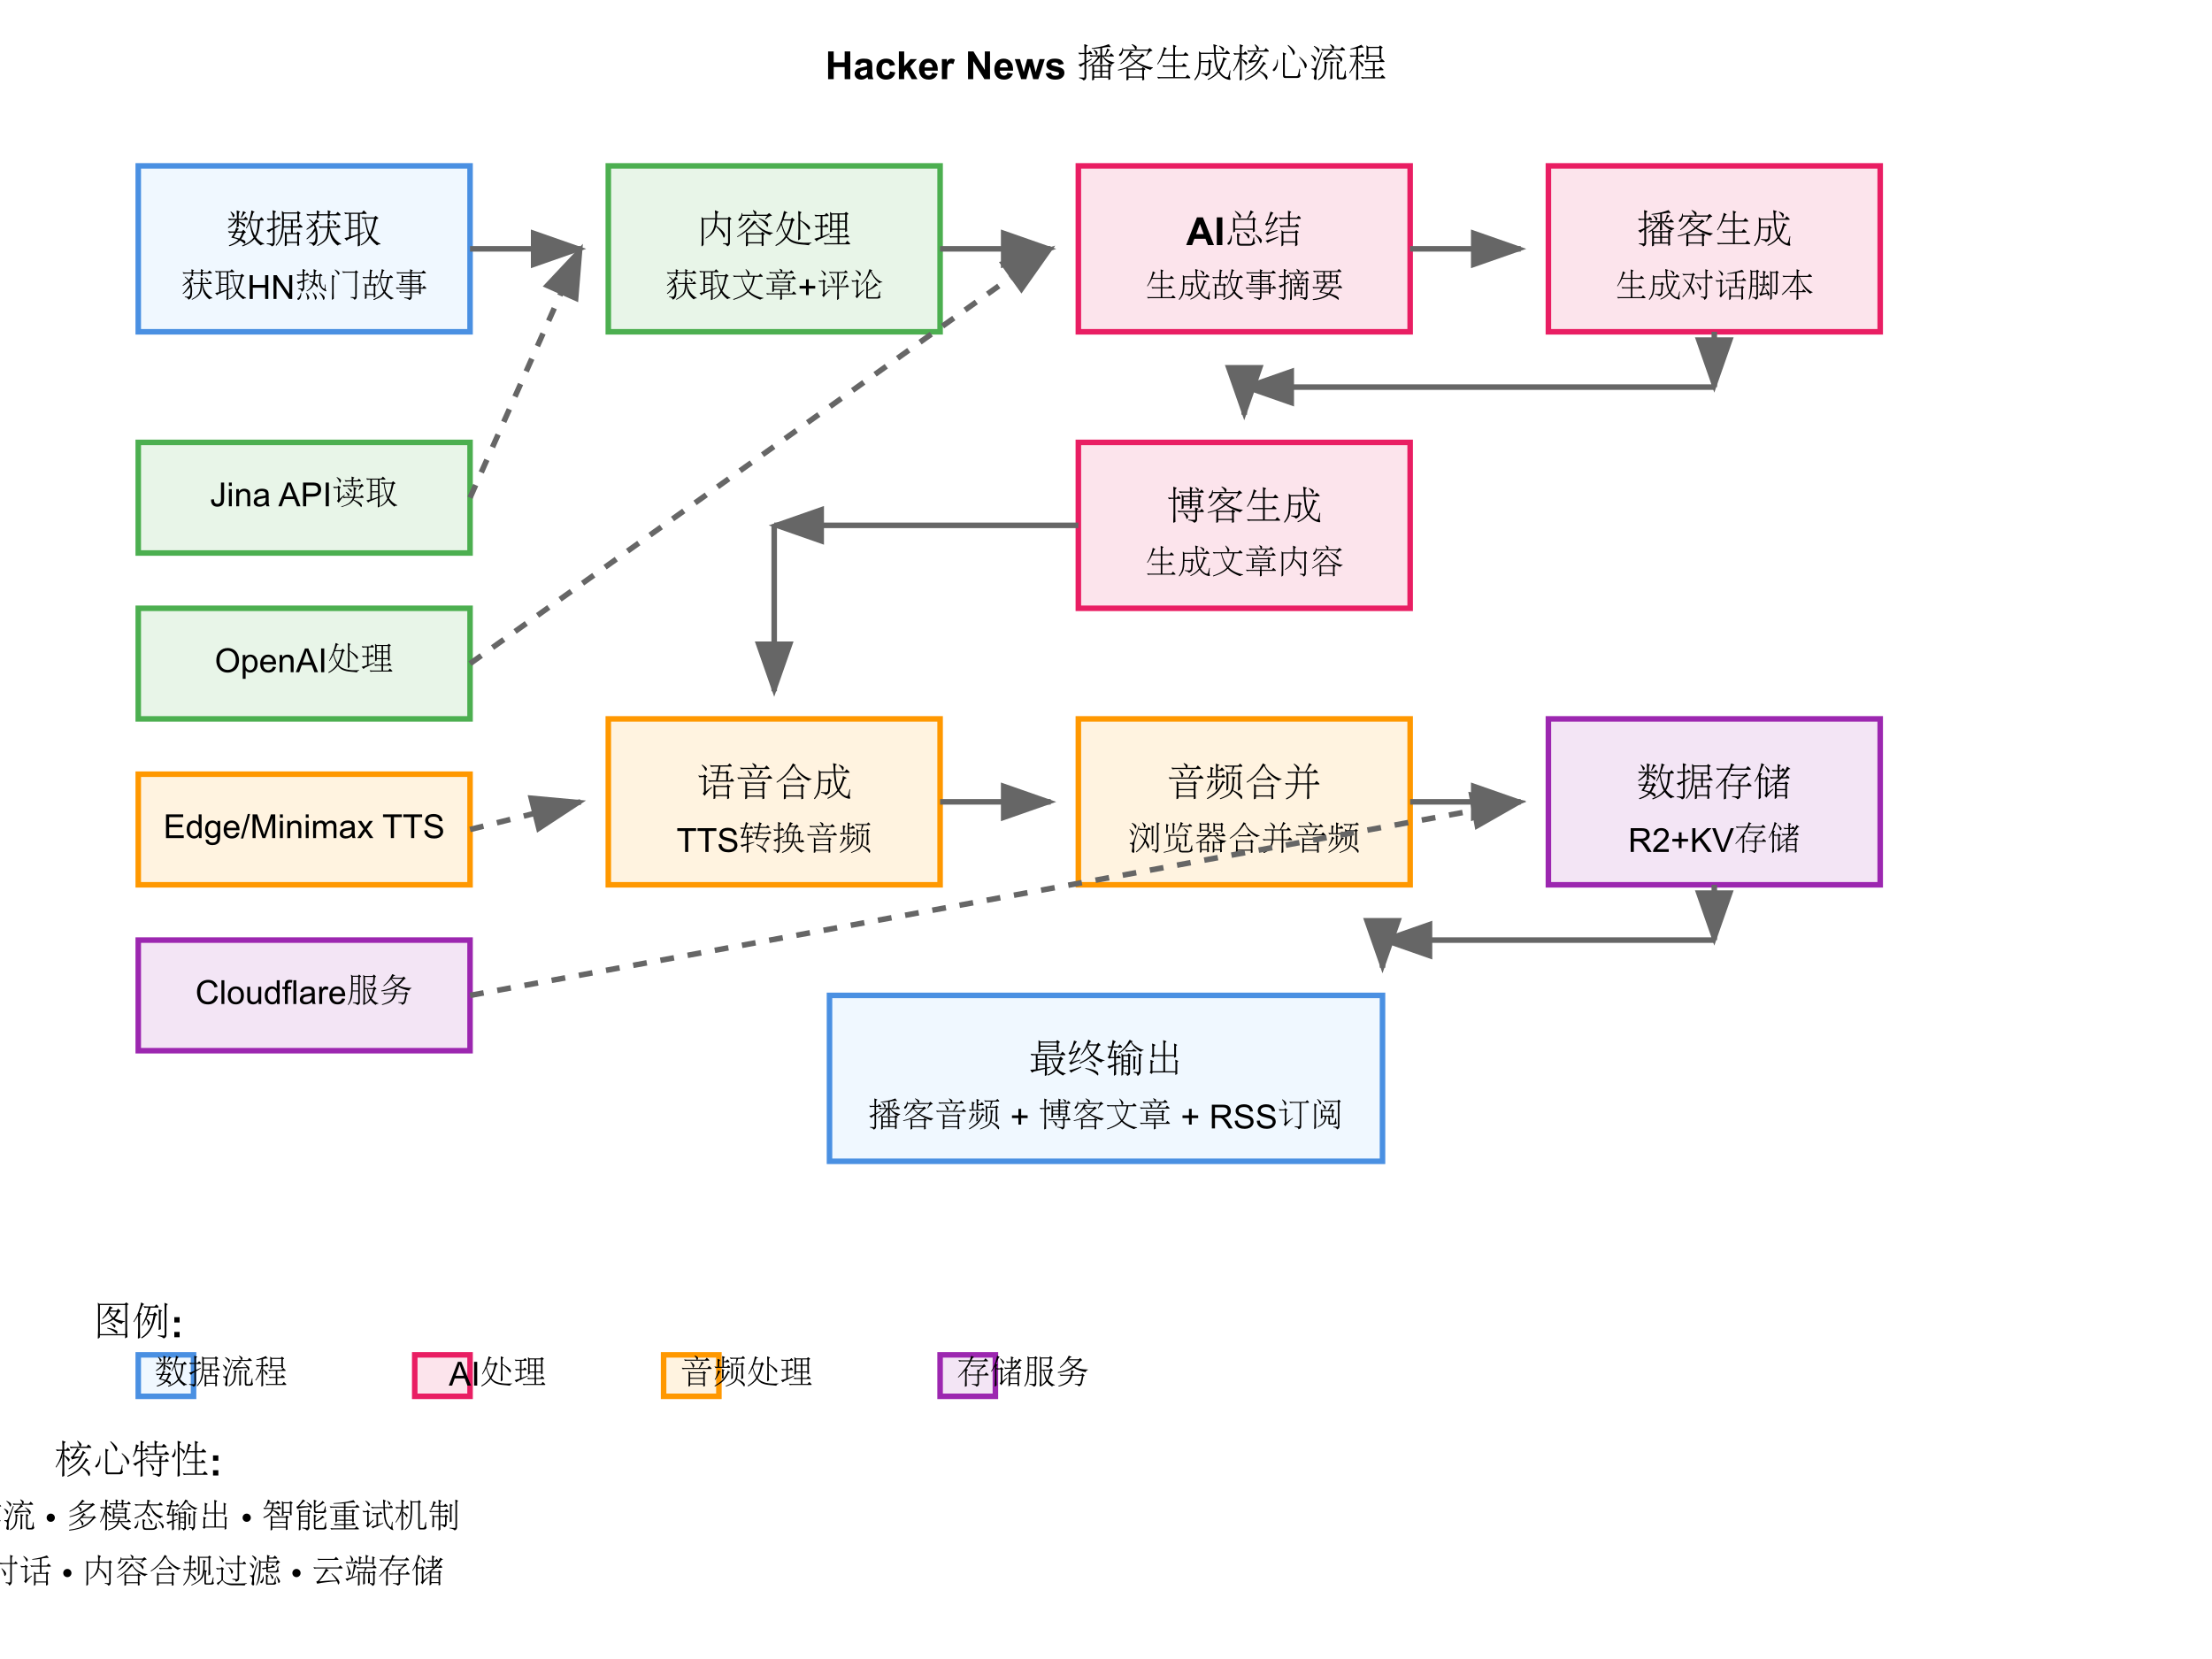 Hacker News 播客生成核心流程
数据获取
获取HN热门故事
内容处理
获取文章+评论
AI总结
生成故事摘要
播客生成
生成对话脚本
Jina API读取
博客生成
生成文章内容
OpenAI处理
Edge/Minimax TTS
语音合成
TTS转换音频
音频合并
浏览器合并音频
数据存储
R2+KV存储
Cloudflare服务
最终输出
播客音频 + 博客文章 + RSS订阅
图例:
数据流程
AI处理
音频处理
存储服务
核心特性:
流 • 多模态输出 • 智能重试机制
对话 • 内容合规过滤 • 云端存储